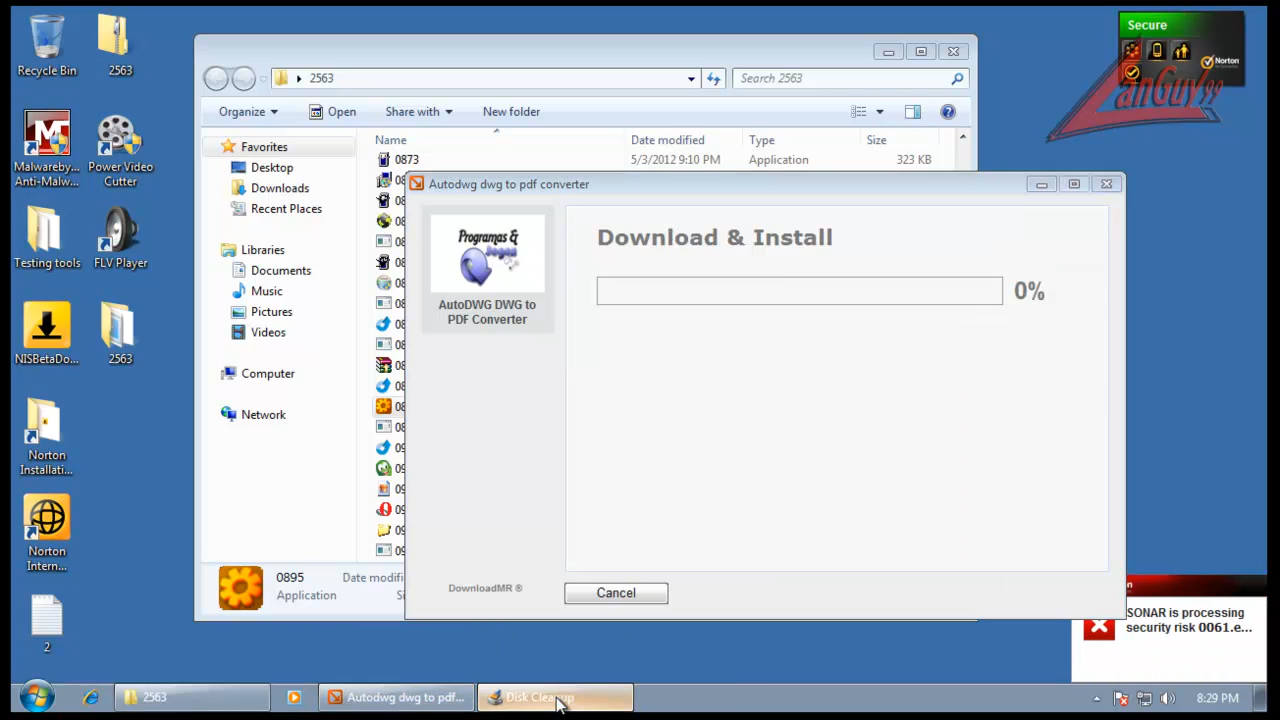 Recycle Bin
2563
Malwareby...
Anti-Malw...
Power Video
Cutter
Testing tools
FLV Player
NISBetaDo...
2563
Norton
Installati...
Norton
Intern...
2
2563
Search 2563
Organize
Open
Share with
New folder
Favorites
Desktop
Downloads
Recent Places
Libraries
Documents
Music
Pictures
Videos
Computer
Network
Name
Date modified
Type
Size
0873
5/3/2012 9:10 PM
Application
323 KB
0895
Date modifi
Application
Autodwg dwg to pdf converter
Programas &
Jogos
AutoDWG DWG to
PDF Converter
Download & Install
0%
DownloadMR ®
Cancel
Secure
Norton
LanGuy99
SONAR is processing
security risk 0061.e...
2563
Autodwg dwg to pdf...
Disk Cleanup
8:29 PM